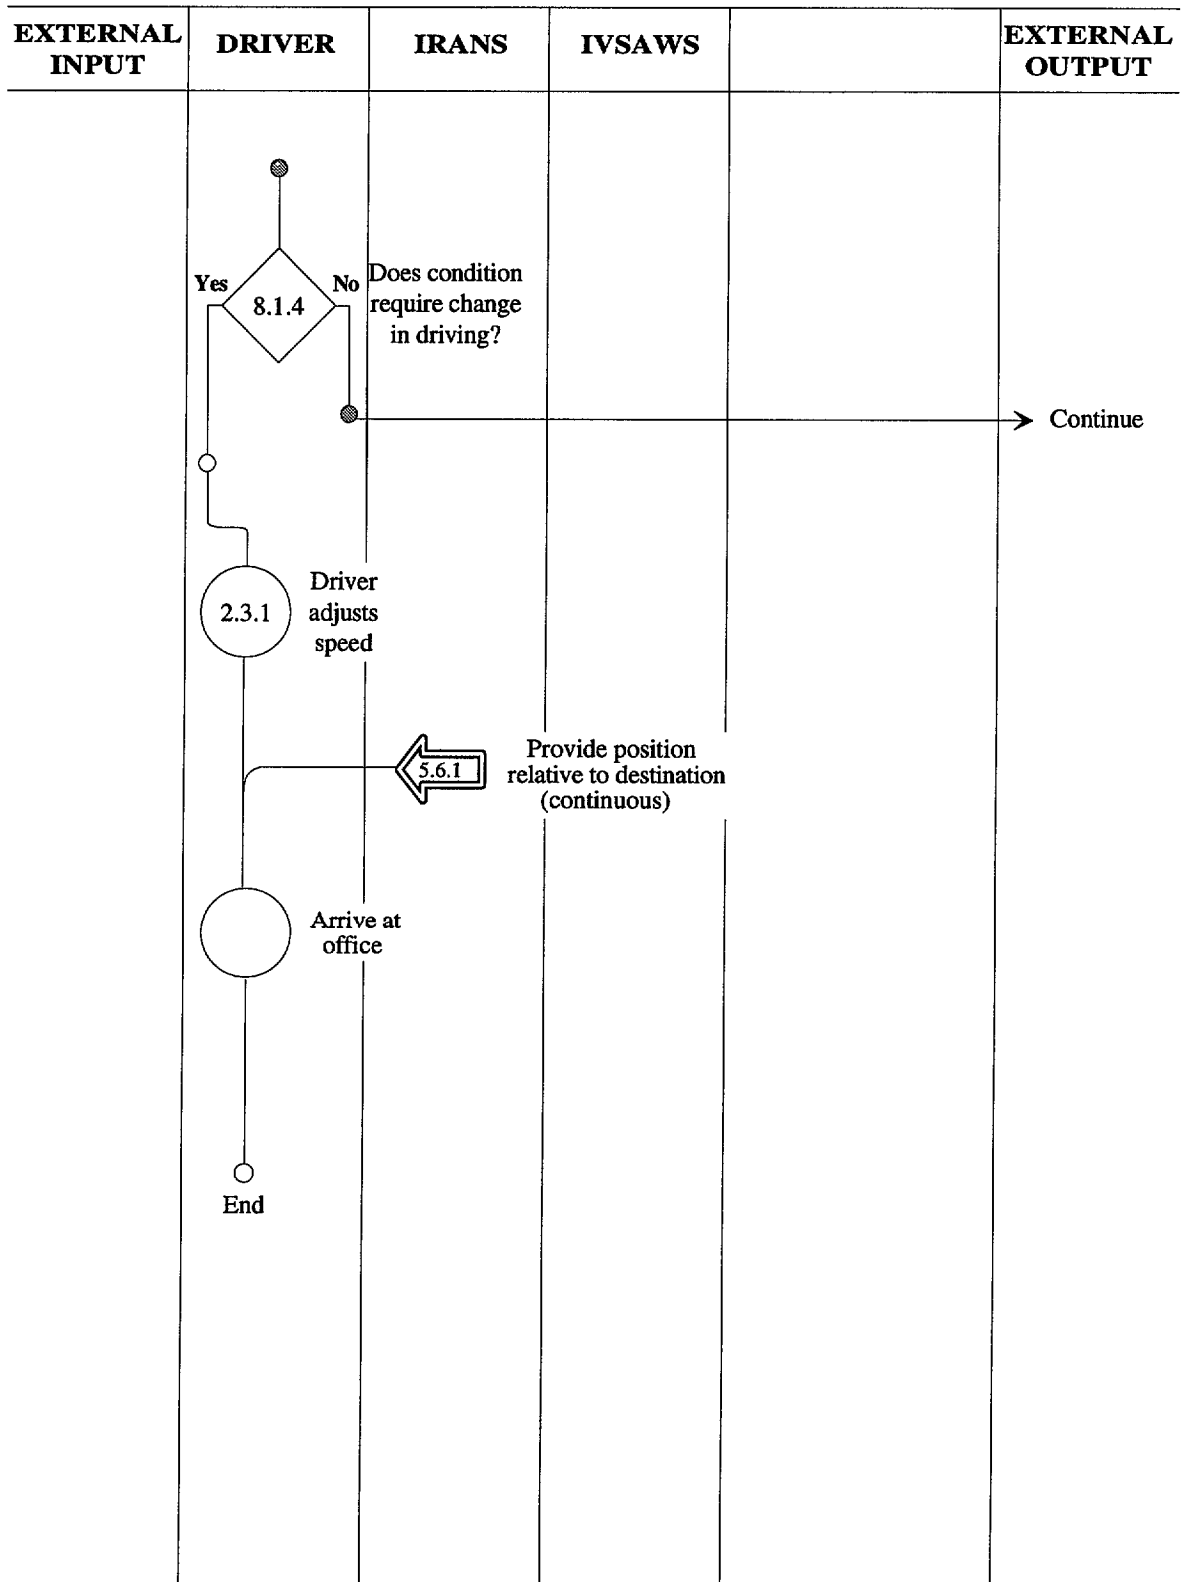 EXTERNAL
INPUT
DRIVER
IRANS
IVSAWS
EXTERNAL
OUTPUT
Yes
8.1.4
No
Does condition
require change
in driving?
Continue
2.3.1
Driver
adjusts
speed
5.6.1
Provide position
relative to destination
(continuous)
Arrive at
office
End